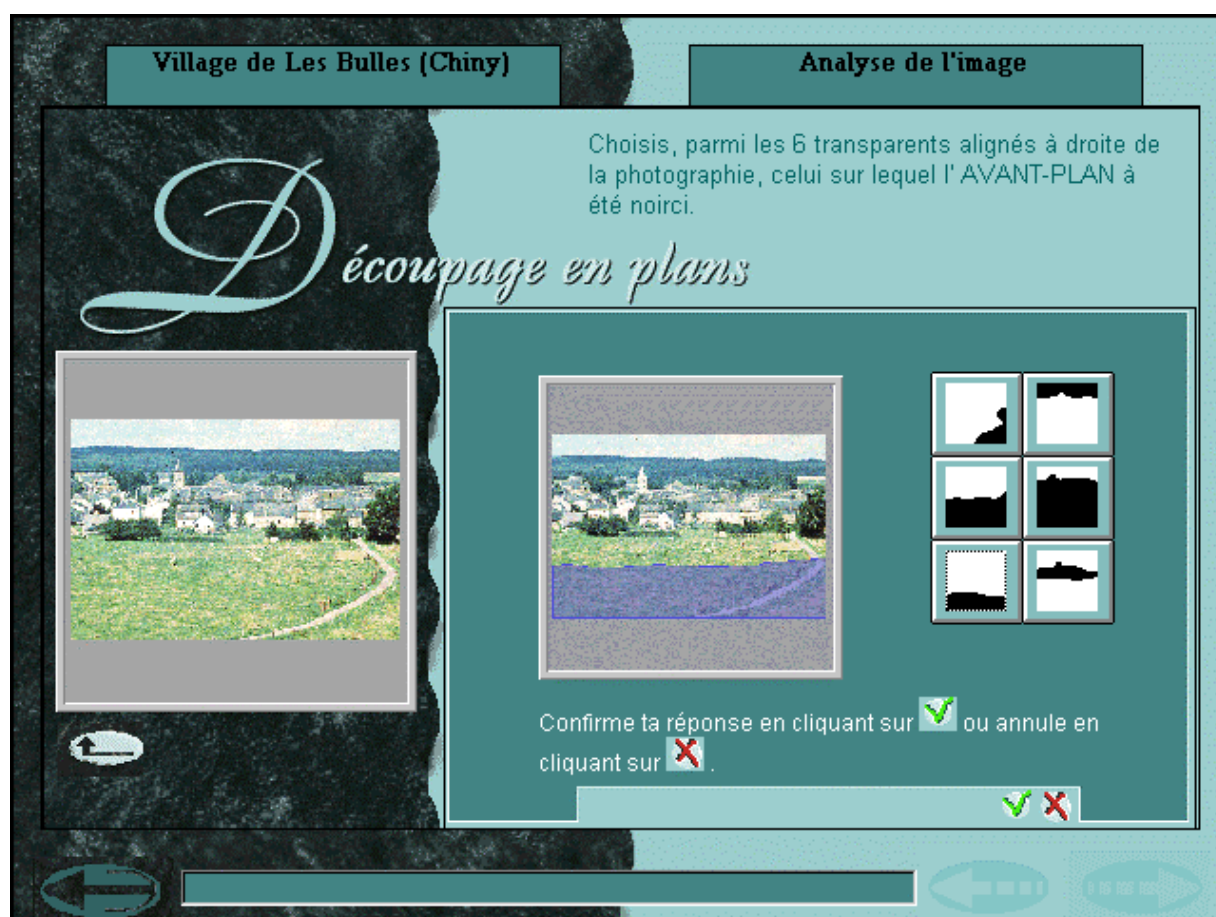 Village de Les Bulles (Chiny)
Analyse de l'image
Choisis, parmi les 6 transparents alignés à droite de
la photographie, celui sur lequel l' AVANT-PLAN à
été noirci.
Découpage en plans
Confirme ta réponse en cliquant sur ou annule en
cliquant sur .